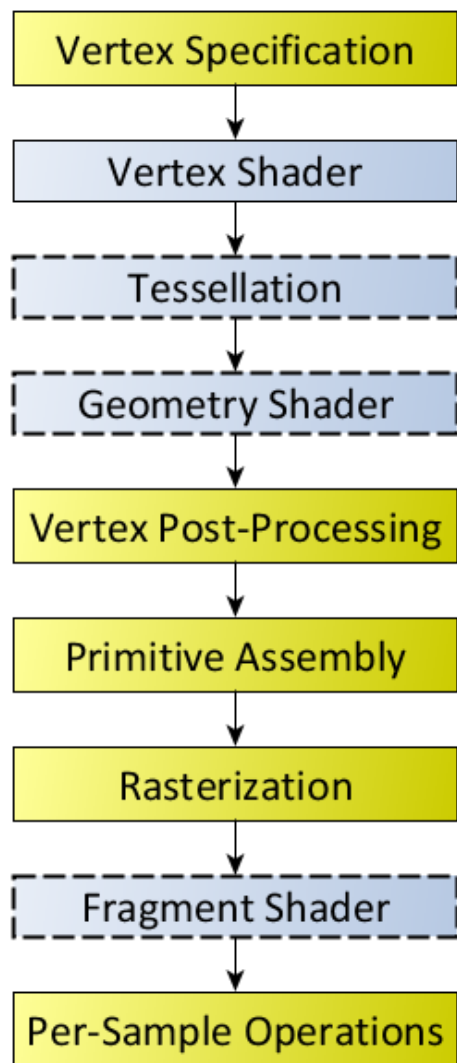 Vertex Specification
Vertex Shader
Tessellation
Geometry Shader
Vertex Post-Processing
Primitive Assembly
Rasterization
Fragment Shader
Per-Sample Operations